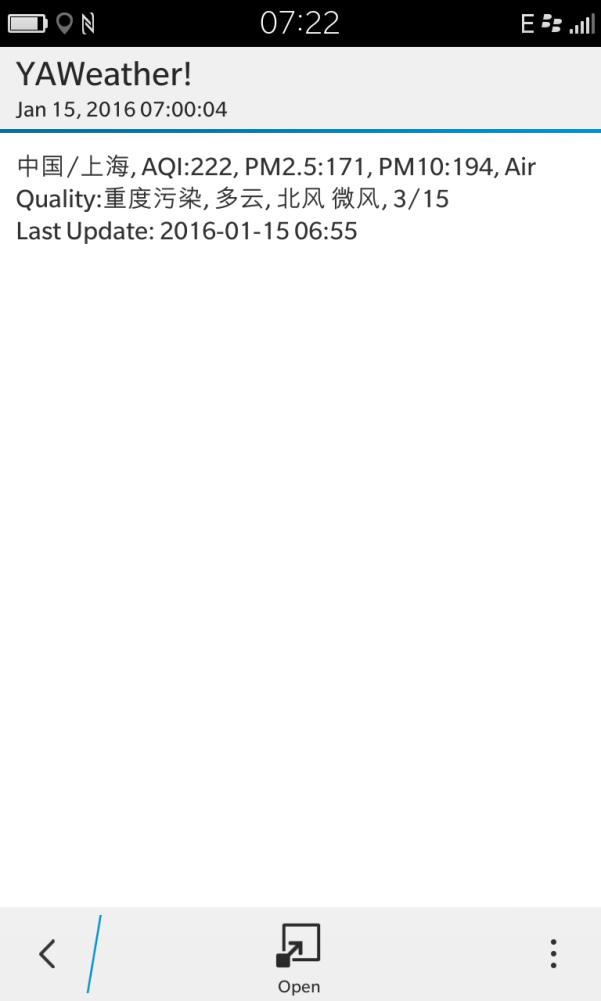 07:22
E
YAWeather!
Jan 15, 2016 07:00:04
中国/上海, AQI:222, PM2.5:171, PM10:194, Air
Quality:重度污染, 多云, 北风 微风, 3/15
Last Update: 2016-01-15 06:55
Open